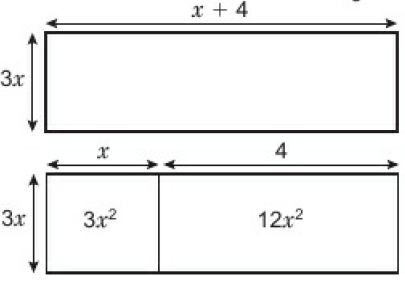 x + 4
3x
x 4
3x 3x² 12x²